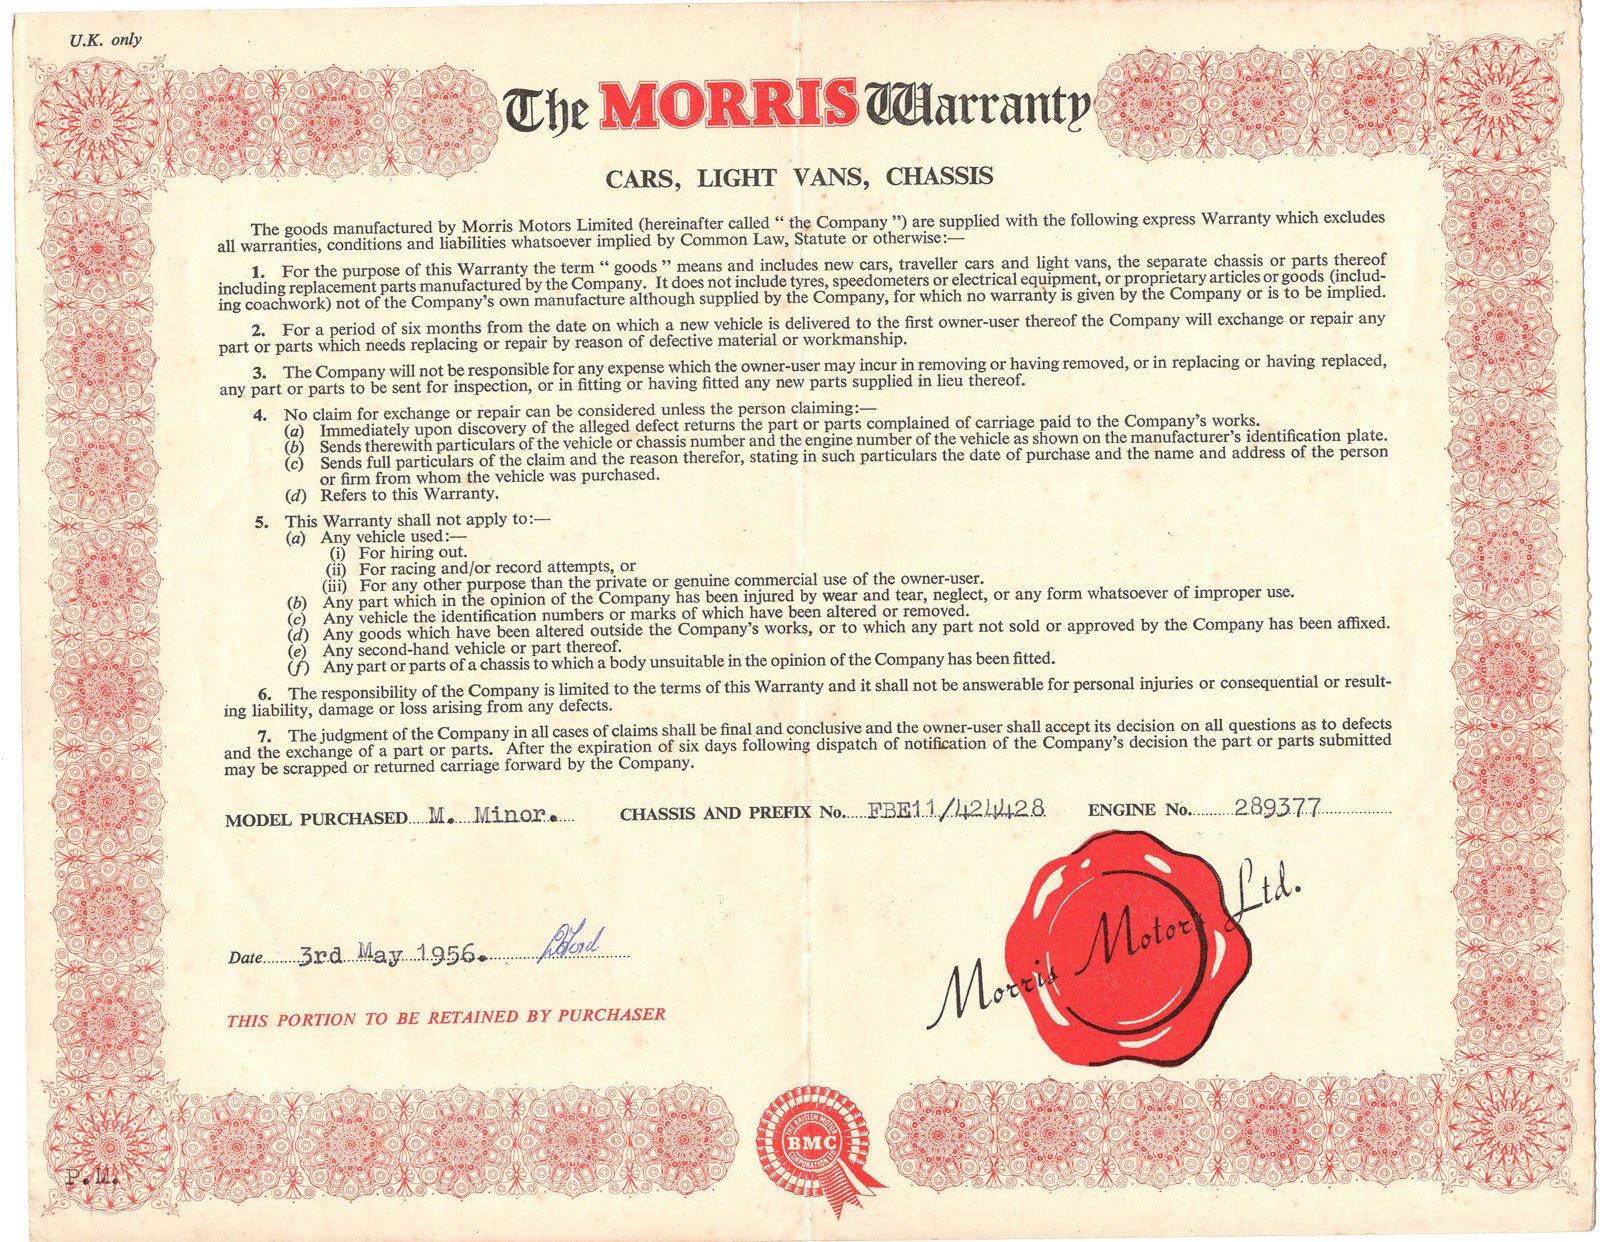 U.K. only
The MORRIS Warranty
CARS, LIGHT VANS, CHASSIS
The goods manufactured by Morris Motors Limited (hereinafter called “ the Company ”) are supplied with the following express Warranty which excludes
all warranties, conditions and liabilities whatsoever implied by Common Law, Statute or otherwise:—
1. For the purpose of this Warranty the term “ goods ” means and includes new cars, traveller cars and light vans, the separate chassis or parts thereof
including replacement parts manufactured by the Company. It does not include tyres, speedometers or electrical equipment, or proprietary articles or goods (includ-
ing coachwork) not of the Company's own manufacture although supplied by the Company, for which no warranty is given by the Company or is to be implied.
2. For a period of six months from the date on which a new vehicle is delivered to the first owner-user thereof the Company will exchange or repair any
part or parts which needs replacing or repair by reason of defective material or workmanship.
3. The Company will not be responsible for any expense which the owner-user may incur in removing or having removed, or in replacing or having replaced,
any part or parts to be sent for inspection, or in fitting or having fitted any new parts supplied in lieu thereof.
4. No claim for exchange or repair can be considered unless the person claiming:—
(a) Immediately upon discovery of the alleged defect returns the part or parts complained of carriage paid to the Company's works.
(b) Sends therewith particulars of the vehicle or chassis number and the engine number of the vehicle as shown on the manufacturer's identification plate.
(c) Sends full particulars of the claim and the reason therefor, stating in such particulars the date of purchase and the name and address of the person
or firm from whom the vehicle was purchased.
(d) Refers to this Warranty.
5. This Warranty shall not apply to:—
(a) Any vehicle used:—
(i) For hiring out.
(ii) For racing and/or record attempts, or
(iii) For any other purpose than the private or genuine commercial use of the owner-user.
(b) Any part which in the opinion of the Company has been injured by wear and tear, neglect, or any form whatsoever of improper use.
(c) Any vehicle the identification numbers or marks of which have been altered or removed.
(d) Any goods which have been altered outside the Company's works, or to which any part not sold or approved by the Company has been affixed.
(e) Any second-hand vehicle or part thereof.
(f) Any part or parts of a chassis to which a body unsuitable in the opinion of the Company has been fitted.
6. The responsibility of the Company is limited to the terms of this Warranty and it shall not be answerable for personal injuries or consequential or result-
ing liability, damage or loss arising from any defects.
7. The judgment of the Company in all cases of claims shall be final and conclusive and the owner-user shall accept its decision on all questions as to defects
and the exchange of a part or parts. After the expiration of six days following dispatch of notification of the Company's decision the part or parts submitted
may be scrapped or returned carriage forward by the Company.
MODEL PURCHASED M. Minor. CHASSIS AND PREFIX No. FBE11/424428 ENGINE No. 289377
Morris Motors Ltd.
Date 3rd May 1956.
THIS PORTION TO BE RETAINED BY PURCHASER
THE BRITISH MOTOR
BMC
CORPORATION LTD
P.M.